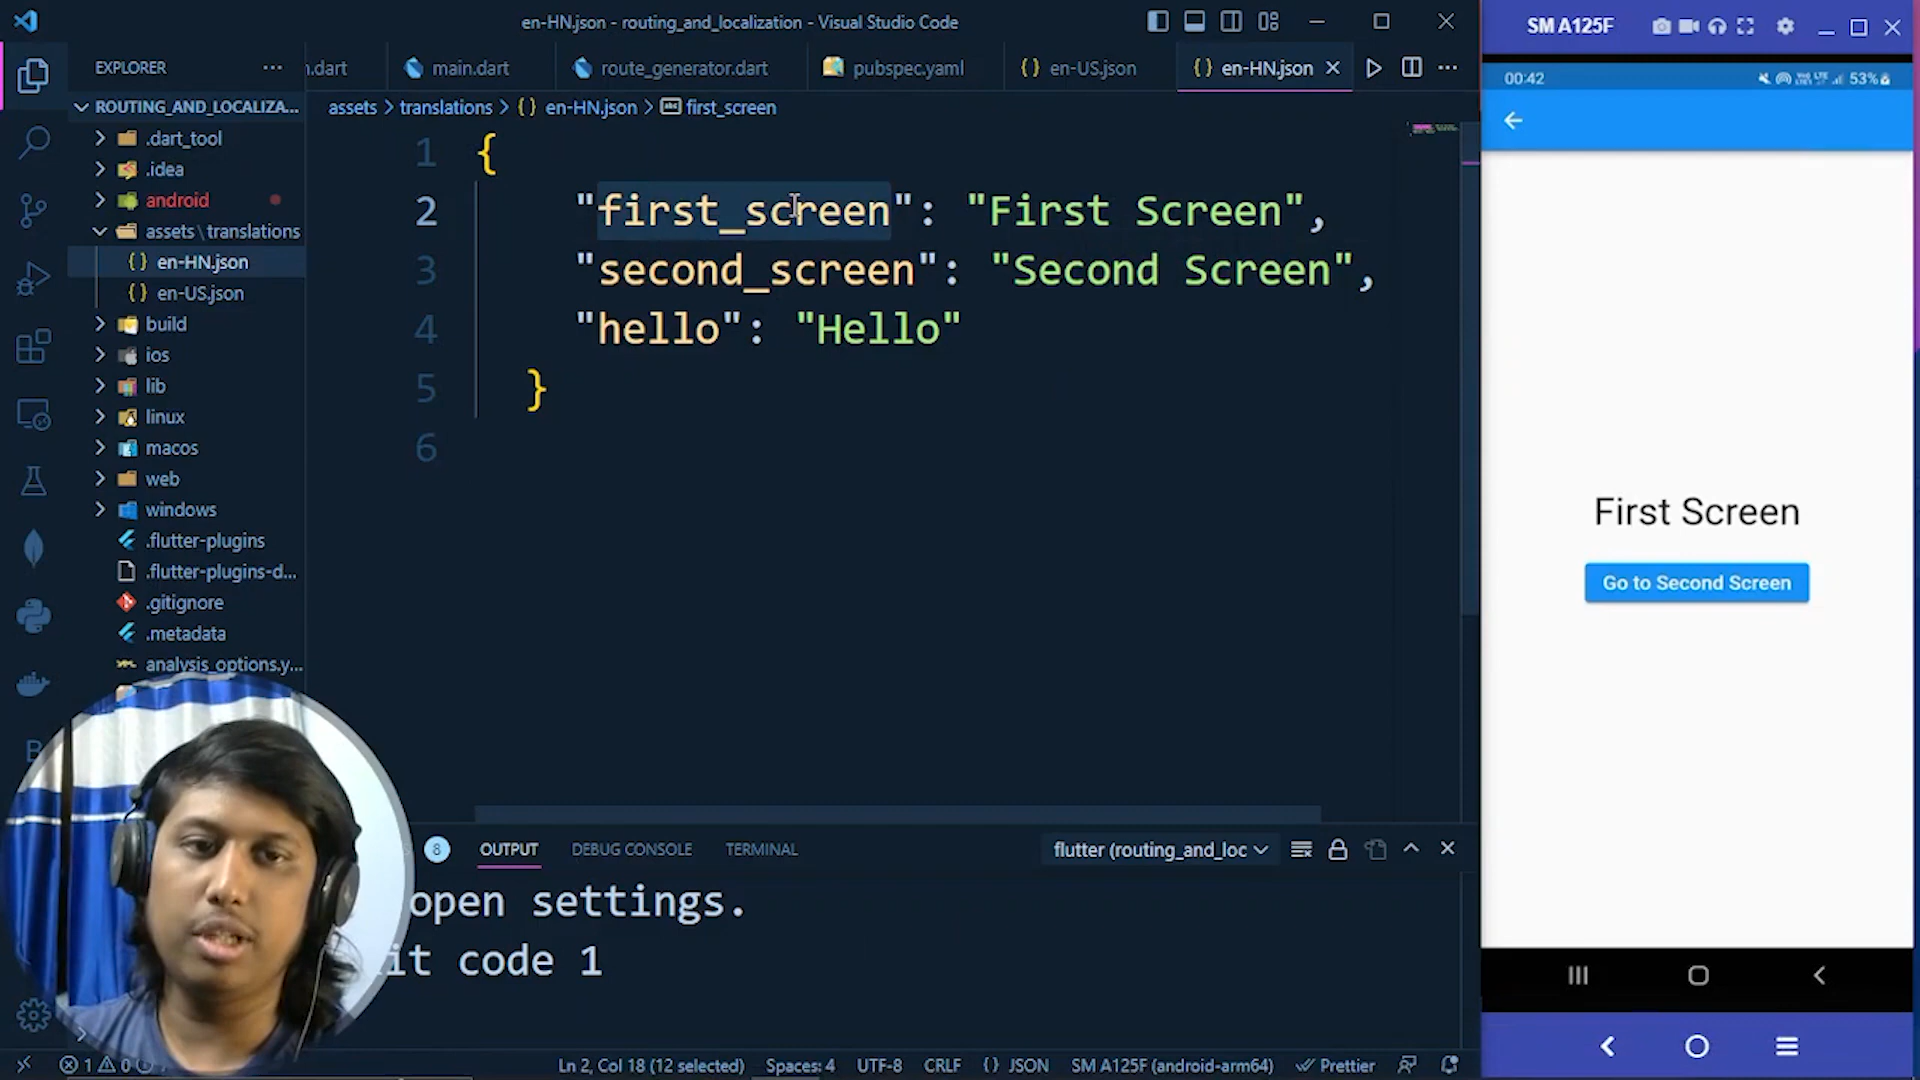 en-HN.json - routing_and_localization - Visual Studio Code
EXPLORER
ROUTING_AND_LOCALIZA...
.dart_tool
.idea
android
assets\translations
en-HN.json
en-US.json
build
ios
lib
linux
macos
web
windows
.flutter-plugins
.flutter-plugins-d...
.gitignore
.metadata
analysis_options.y...
.dart
main.dart
route_generator.dart
pubspec.yaml
en-US.json
en-HN.json
assets > translations > {} en-HN.json > first_screen
1 {
2 "first_screen": "First Screen",
3 "second_screen": "Second Screen",
4 "hello": "Hello"
5 }
6
8 OUTPUT DEBUG CONSOLE TERMINAL
flutter (routing_and_loc
open settings.
it code 1
1 0 Ln 2, Col 18 (12 selected) Spaces: 4 UTF-8 CRLF {} JSON SM A125F (android-arm64) Prettier
SM A125F
00:42
53%
First Screen
Go to Second Screen